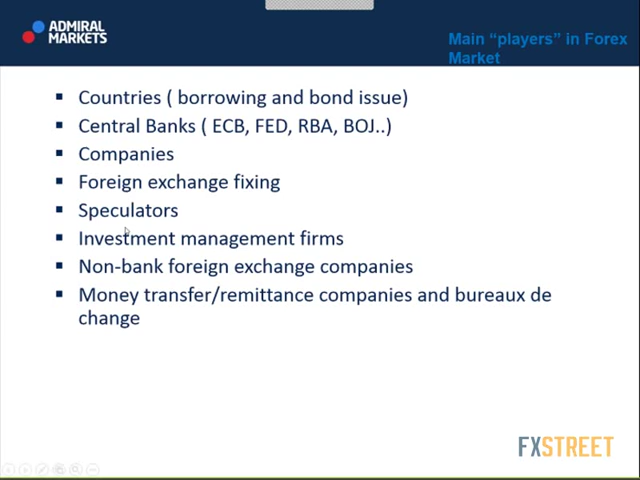 ADMIRAL
MARKETS
Main “players” in Forex
Market
▪ Countries ( borrowing and bond issue)
▪ Central Banks ( ECB, FED, RBA, BOJ..)
▪ Companies
▪ Foreign exchange fixing
▪ Speculators
▪ Investment management firms
▪ Non-bank foreign exchange companies
▪ Money transfer/remittance companies and bureaux de
change
FXSTREET